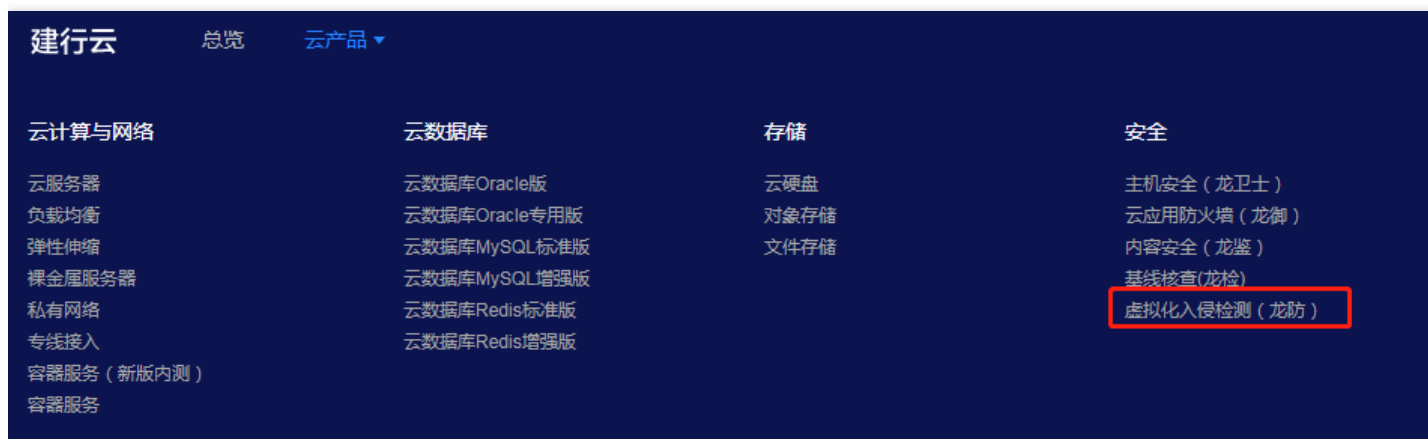 建行云 总览 云产品
云计算与网络
云服务器
负载均衡
弹性伸缩
裸金属服务器
私有网络
专线接入
容器服务（新版内测）
容器服务
云数据库
云数据库Oracle版
云数据库Oracle专用版
云数据库MySQL标准版
云数据库MySQL增强版
云数据库Redis标准版
云数据库Redis增强版
存储
云硬盘
对象存储
文件存储
安全
主机安全（龙卫士）
云应用防火墙（龙御）
内容安全（龙鉴）
基线核查(龙检)
虚拟化入侵检测（龙防）